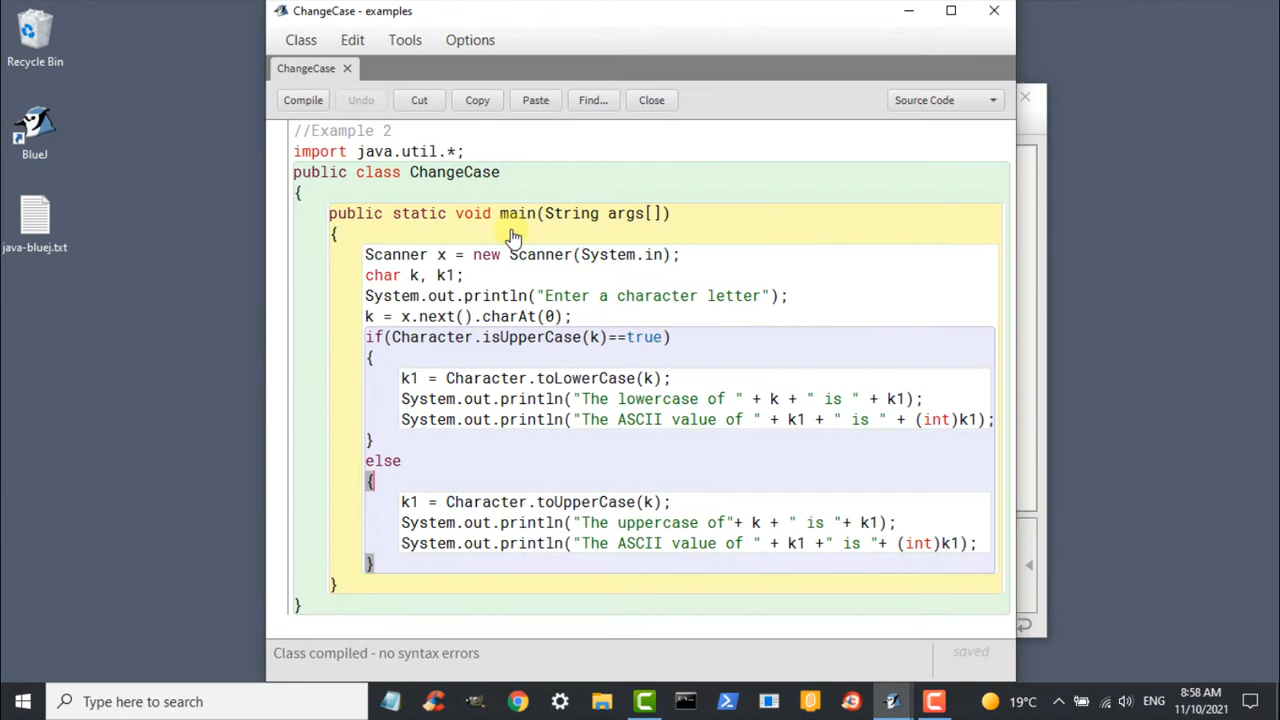 ChangeCase - examples
Recycle Bin
BlueJ
java-bluej.txt
Class Edit Tools Options
ChangeCase
Compile Undo Cut Copy Paste Find... Close Source Code
//Example 2
import java.util.*;
public class ChangeCase
{
public static void main(String args[])
{
Scanner x = new Scanner(System.in);
char k, k1;
System.out.println("Enter a character letter");
k = x.next().charAt(0);
if(Character.isUpperCase(k)==true)
{
k1 = Character.toLowerCase(k);
System.out.println("The lowercase of " + k + " is " + k1);
System.out.println("The ASCII value of " + k1 + " is " + (int)k1);
}
else
{
k1 = Character.toUpperCase(k);
System.out.println("The uppercase of"+ k + " is "+ k1);
System.out.println("The ASCII value of " + k1 +" is "+ (int)k1);
}
}
}
Class compiled - no syntax errors
saved
Type here to search
19°C
ENG
8:58 AM
11/10/2021